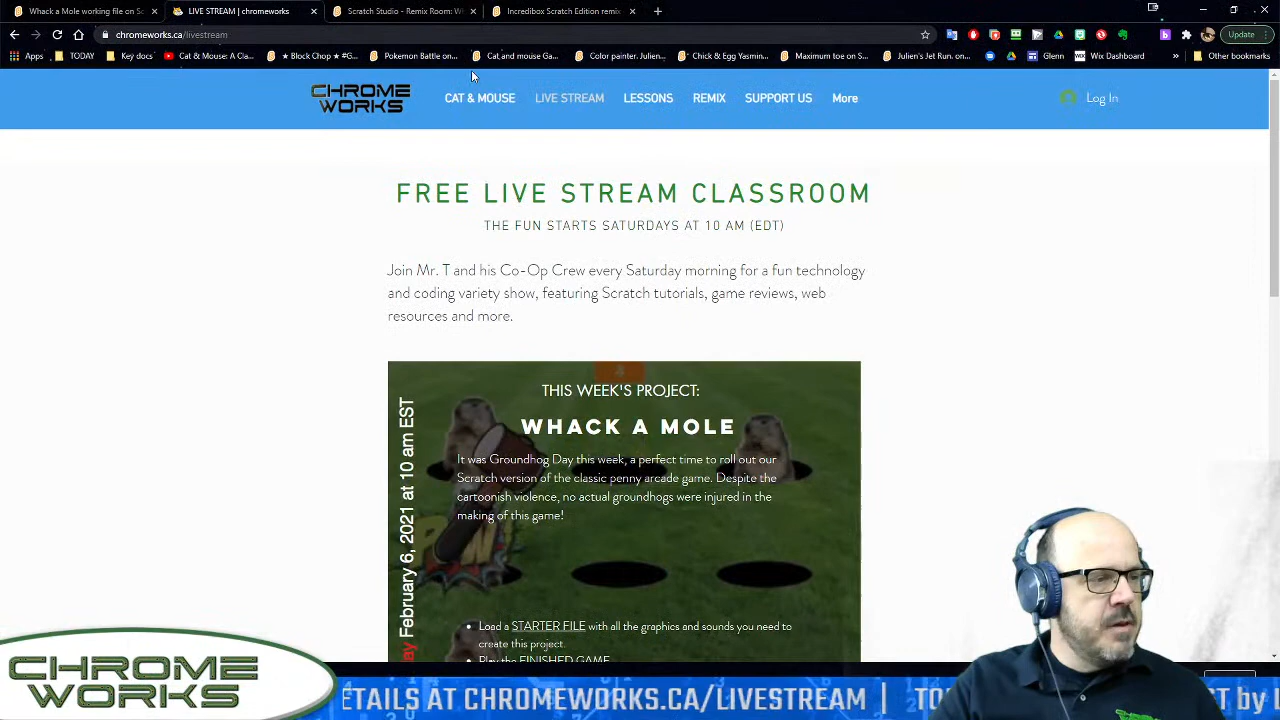 Whack a Mole working file on Sc
LIVE STREAM | chromeworks
Scratch Studio - Remix Room: W
Incredibox Scratch Edition remix
chromeworks.ca/livestream
Update
Apps
TODAY
Key docs
Cat & Mouse: A Cla...
★ Block Chop ★ #G...
Pokemon Battle on...
Cat and mouse Ga...
Color painter. Julien...
Chick & Egg Yasmin...
Maximum toe on S...
Julien's Jet Run. on...
Glenn
Wix Dashboard
»
Other bookmarks
CHROME
WORKS
CAT & MOUSE
LIVE STREAM
LESSONS
REMIX
SUPPORT US
More
Log In
FREE LIVE STREAM CLASSROOM
THE FUN STARTS SATURDAYS AT 10 AM (EDT)
Join Mr. T and his Co-Op Crew every Saturday morning for a fun technology
and coding variety show, featuring Scratch tutorials, game reviews, web
resources and more.
THIS WEEK'S PROJECT:
WHACK A MOLE
It was Groundhog Day this week, a perfect time to roll out our
Scratch version of the classic penny arcade game. Despite the
cartoonish violence, no actual groundhogs were injured in the
making of this game!
ay February 6, 2021 at 10 am EST
Load a STARTER FILE with all the graphics and sounds you need to
create this project.
Play the FINISHED GAME
CHROME
WORKS
ETAILS AT CHROMEWORKS.CA/LIVESTREAM |